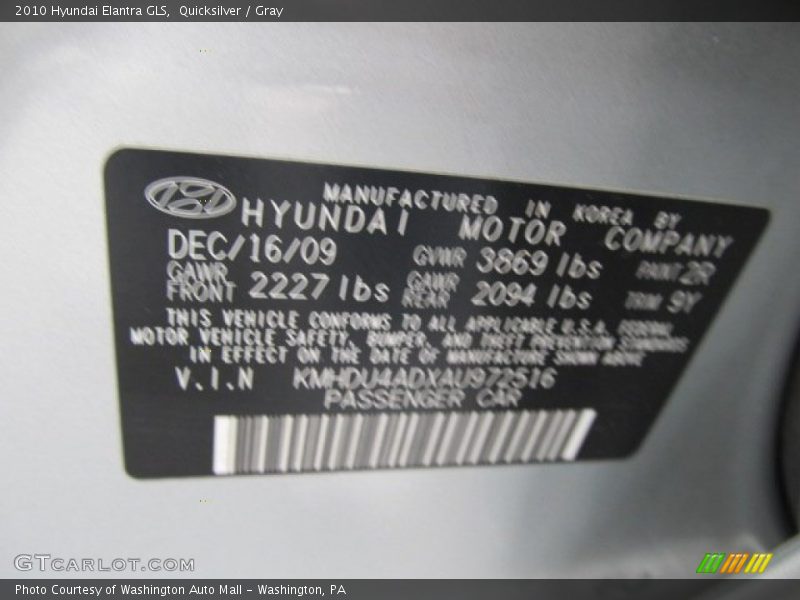 2010 Hyundai Elantra GLS,  Quicksilver / Gray
MANUFACTURED IN KOREA BY
HYUNDAI MOTOR COMPANY
DEC/16/09 GVWR 3869 lbs PAINT 2R
GAWR FRONT 2227 lbs GAWR REAR 2094 lbs TRIM 9Y
THIS VEHICLE CONFORMS TO ALL APPLICABLE U.S.A. FEDERAL
MOTOR VEHICLE SAFETY, BUMPER, AND THEFT PREVENTION STANDARDS
IN EFFECT ON THE DATE OF MANUFACTURE SHOWN ABOVE
V.I.N KMHDU4ADXAU972516
PASSENGER CAR
GTCARLOT.COM
Photo Courtesy of Washington Auto Mall - Washington, PA